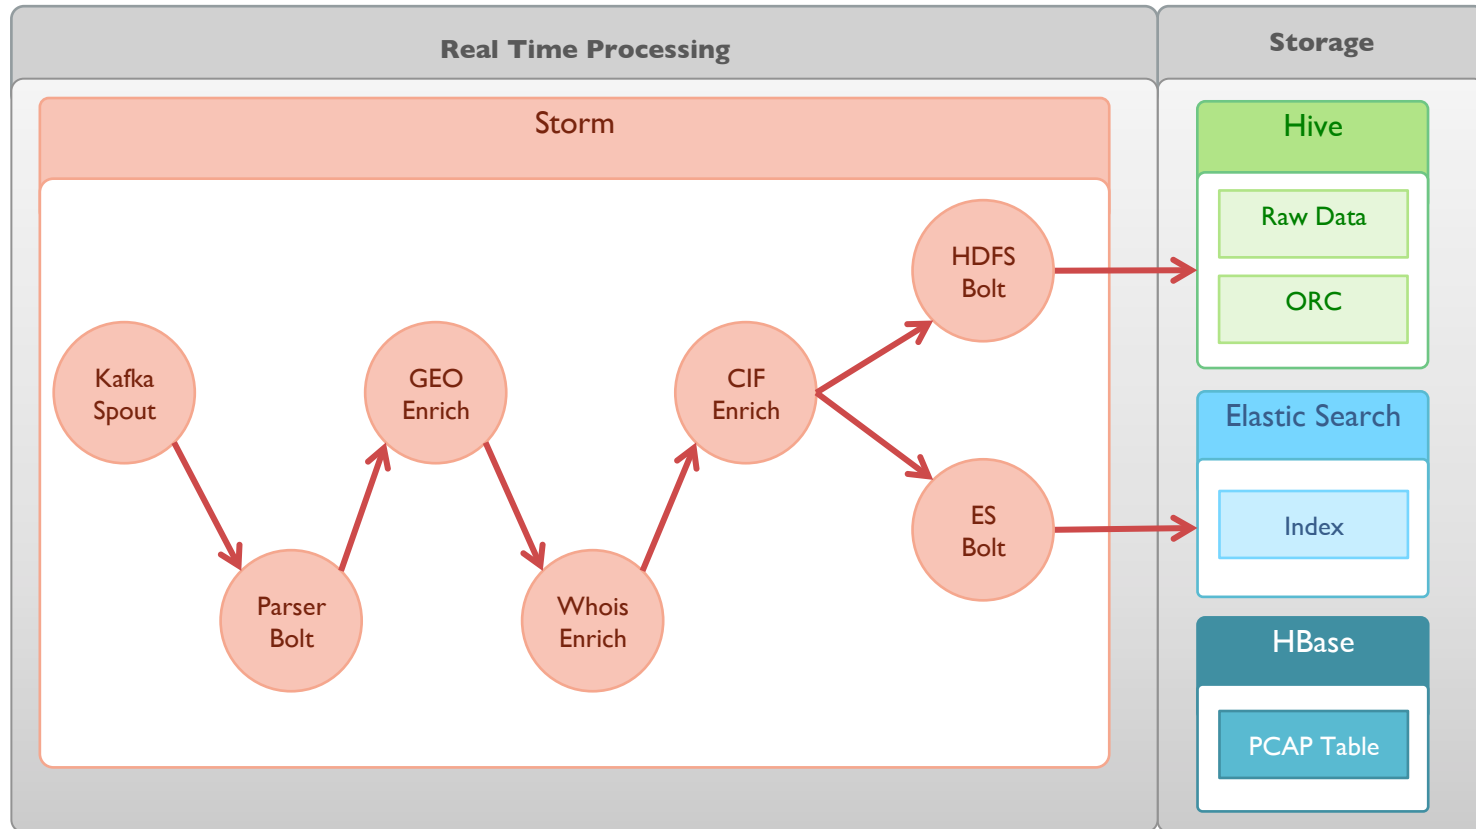 Real Time Processing
Storage
Storm
Hive
Raw Data
ORC
HDFS
Bolt
Kafka
Spout
GEO
Enrich
CIF
Enrich
Elastic Search
Index
ES
Bolt
Parser
Bolt
Whois
Enrich
HBase
PCAP Table